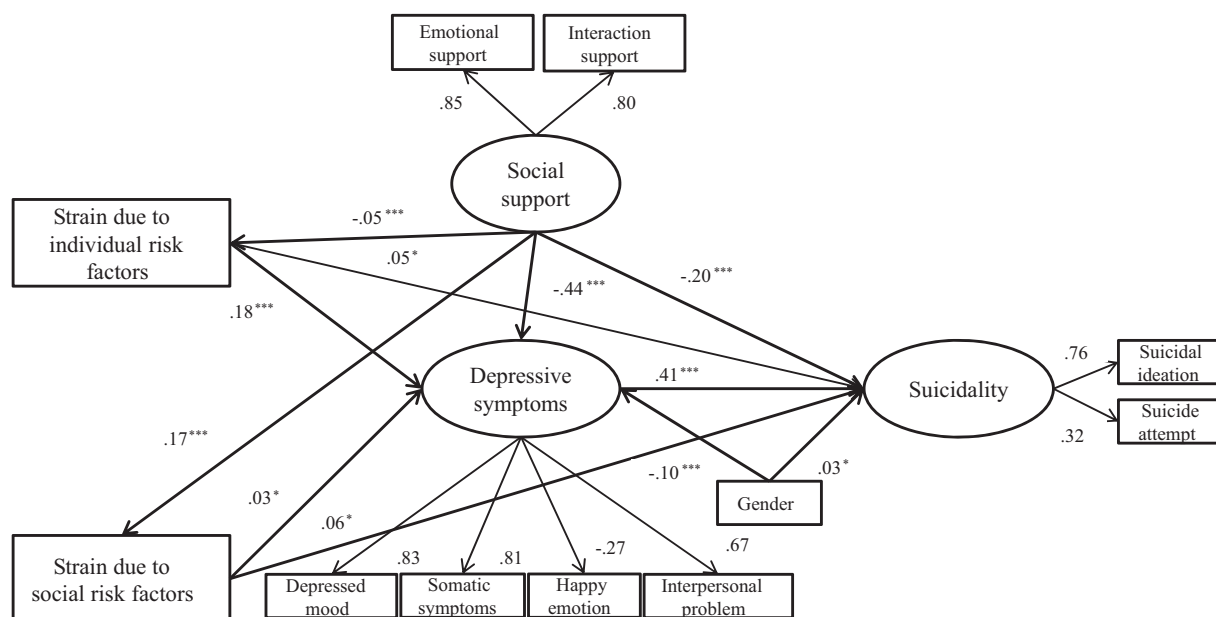 Emotional
support
Interaction
support
.85
.80
Social
support
Strain due to
individual risk
factors
-.05***
.05*
-.44***
-.20***
.18***
Depressive
symptoms
.41***
Suicidality
.76
Suicidal
ideation
Suicide
attempt
.32
.17***
.03*
-.10***
.03*
Gender
.06*
Strain due to
social risk factors
.83
.81
-.27
.67
Depressed
mood
Somatic
symptoms
Happy
emotion
Interpersonal
problem